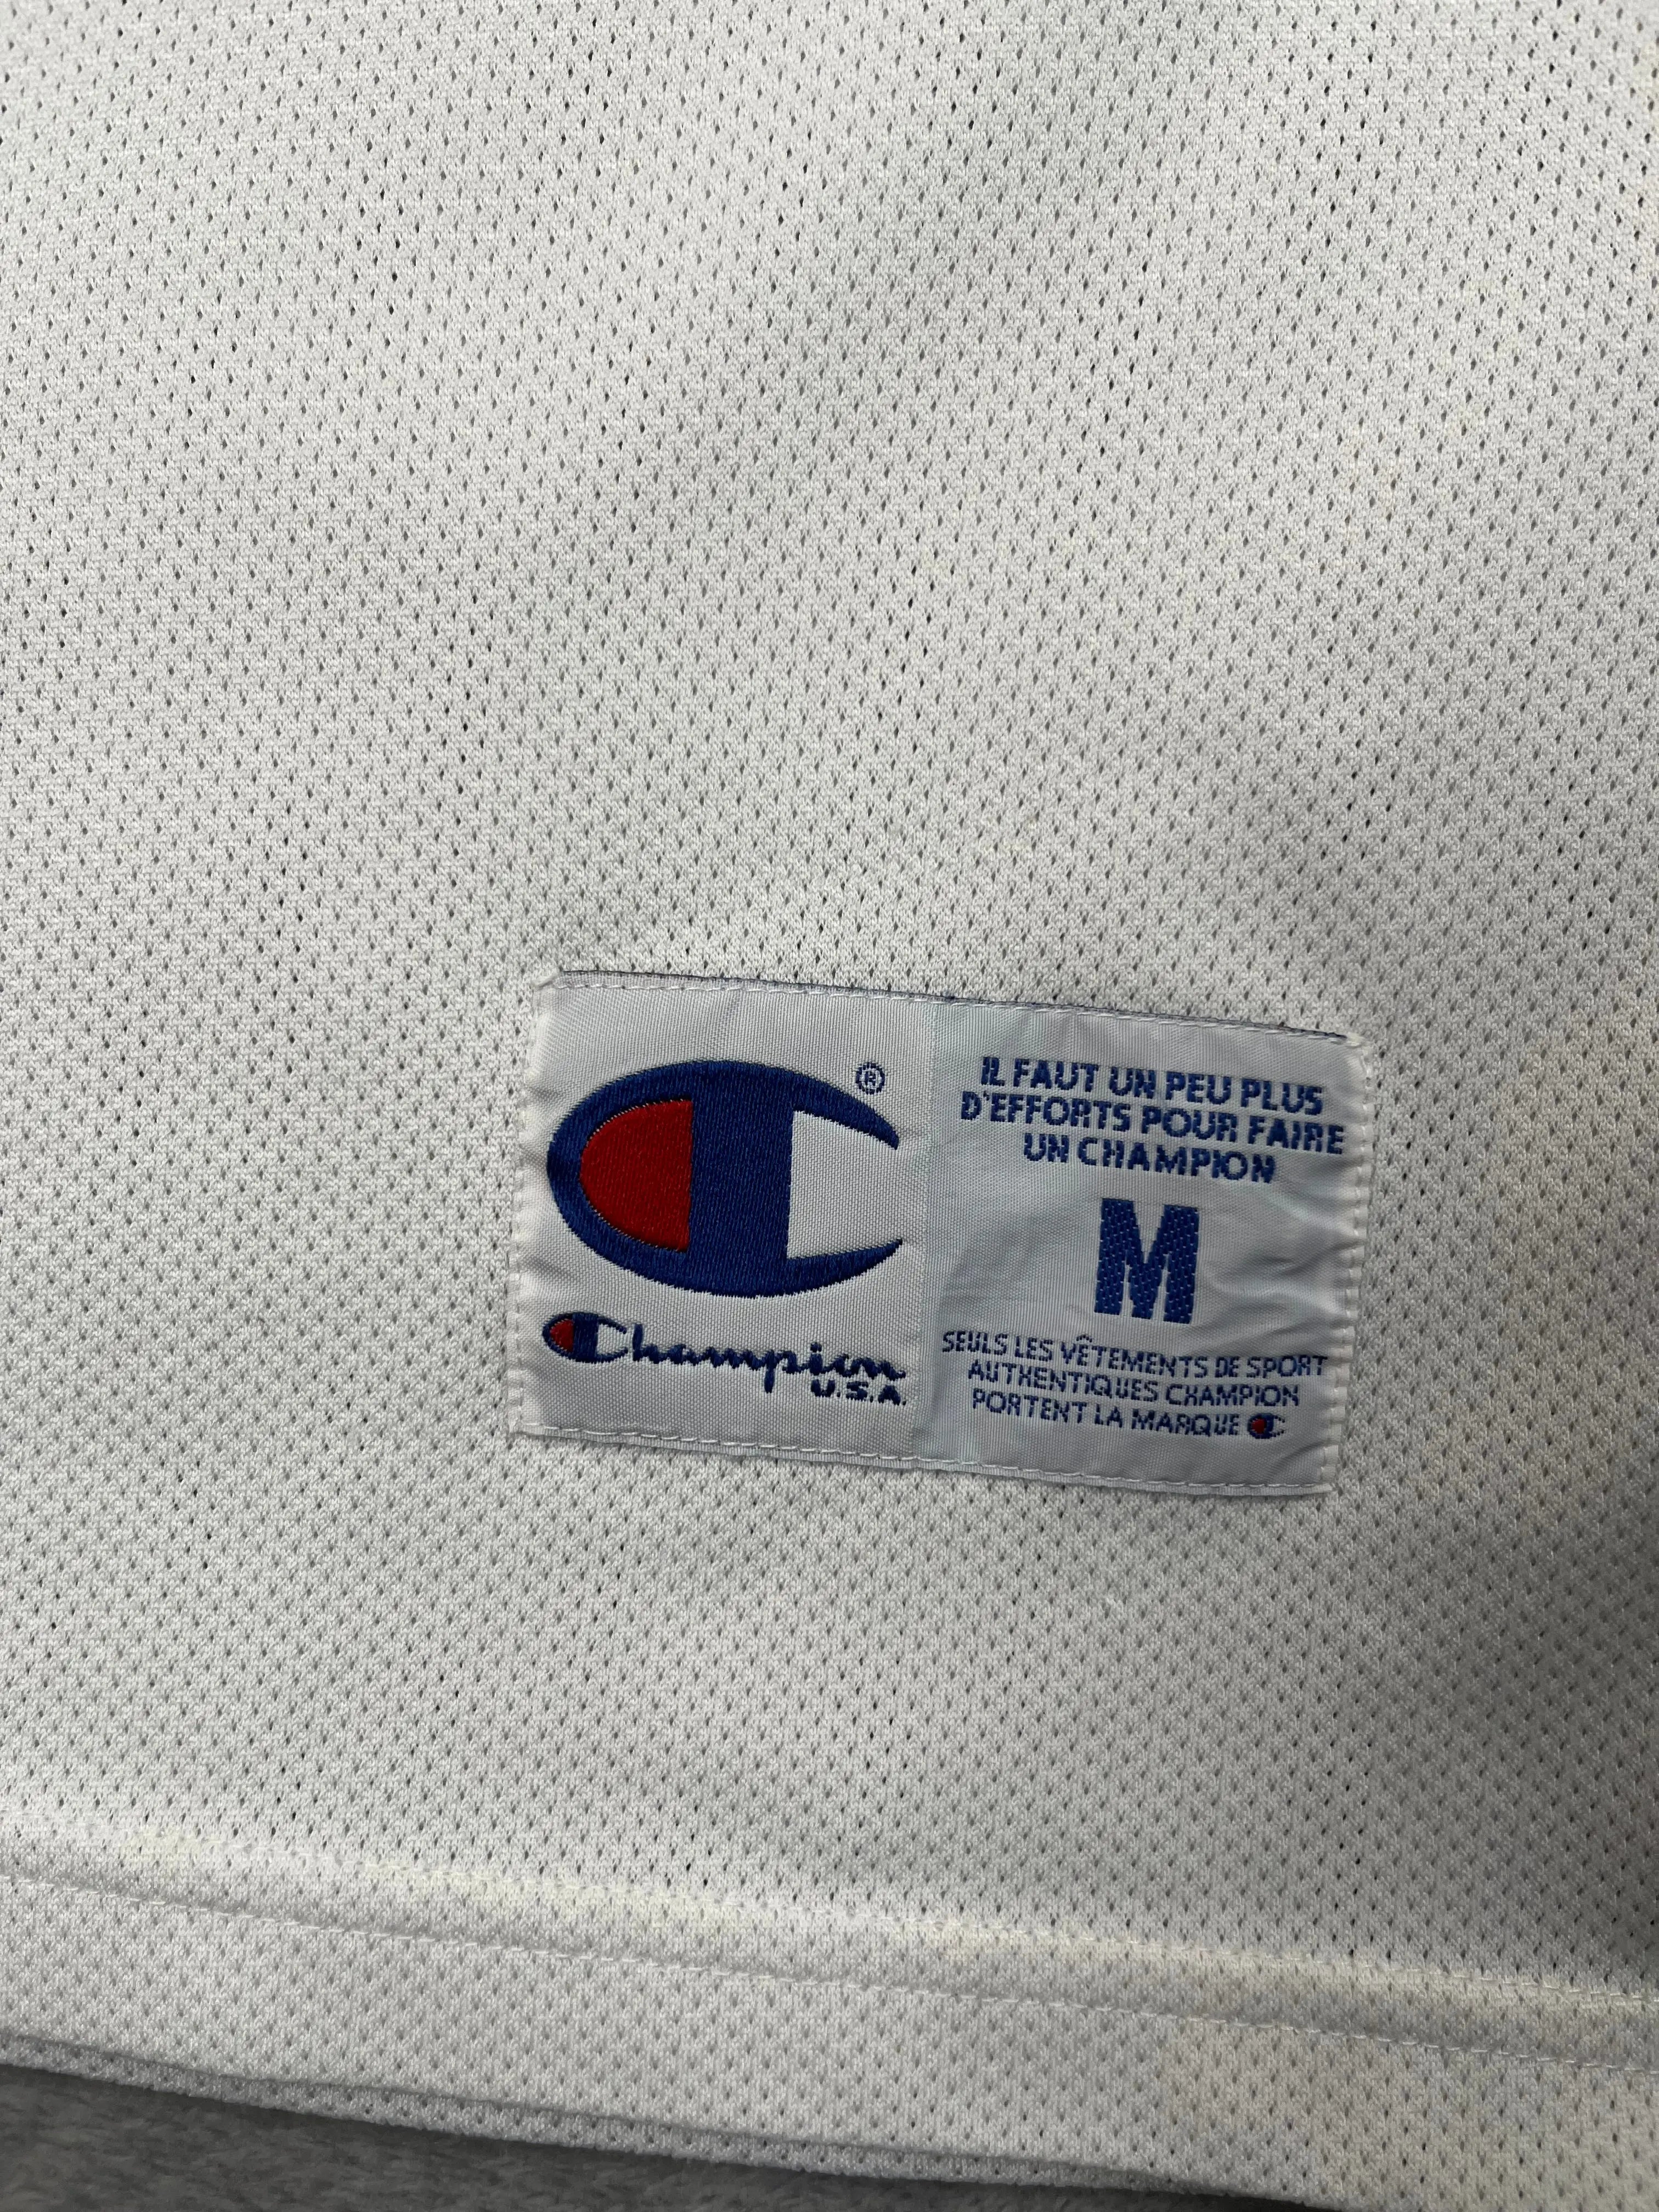 ®
Champion
U.S.A.
IL FAUT UN PEU PLUS
D'EFFORTS POUR FAIRE
UN CHAMPION
M
SEULS LES VÊTEMENTS DE SPORT
AUTHENTIQUES CHAMPION
PORTENT LA MARQUE